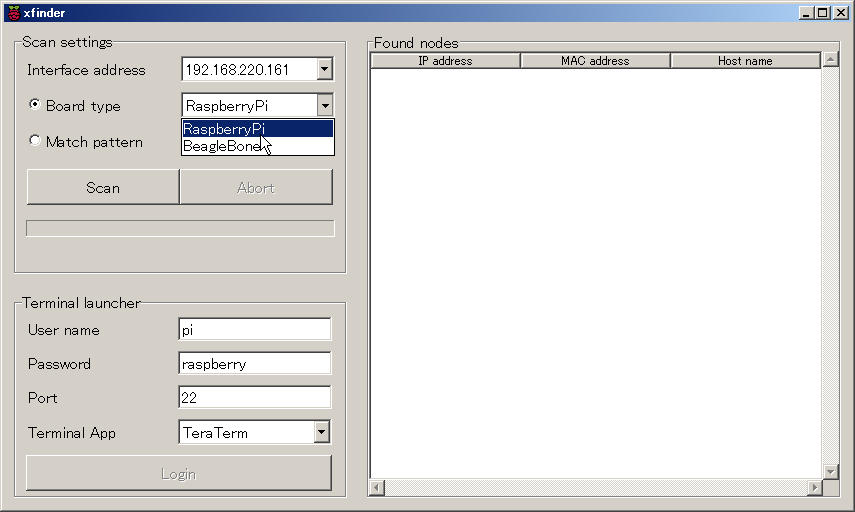 xfinder
Scan settings
Interface address
192.168.220.161
Board type
RaspberryPi
RaspberryPi
BeagleBone
Match pattern
Scan
Abort
Terminal launcher
User name
pi
Password
raspberry
Port
22
Terminal App
TeraTerm
Login
Found nodes
IP address
MAC address
Host name